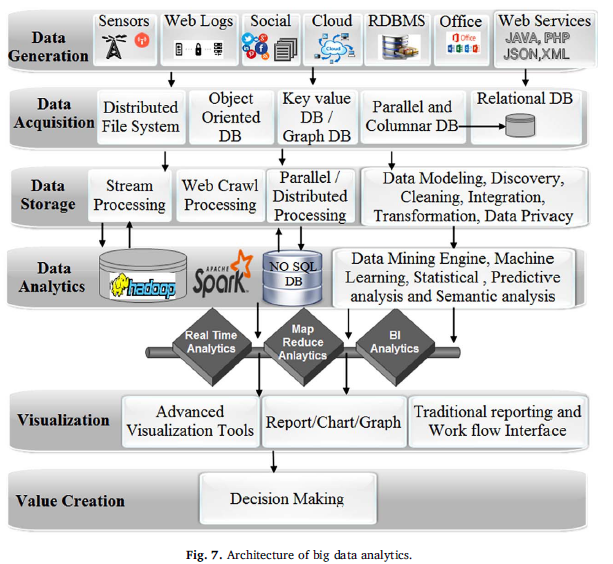 Data
Generation
Sensors
Web Logs
Social
Cloud
RDBMS
Office
Office
Web Services
JAVA, PHP
JSON,XML
Data
Acquisition
Distributed
File System
Object
Oriented
DB
Key value
DB /
Graph DB
Parallel and
Columnar DB
Relational DB
Data
Storage
Stream
Processing
Web Crawl
Processing
Parallel /
Distributed
Processing
Data Modeling, Discovery,
Cleaning, Integration,
Transformation, Data Privacy
Data
Analytics
hadoop
APACHE
Spark
NO SQL
DB
Data Mining Engine, Machine
Learning, Statistical , Predictive
analysis and Semantic analysis
Real Time
Analytics
Map
Reduce
Anlaytics
BI
Analytics
Visualization
Advanced
Visualization Tools
Report/Chart/Graph
Traditional reporting and
Work flow Interface
Value Creation
Decision Making
Fig. 7. Architecture of big data analytics.